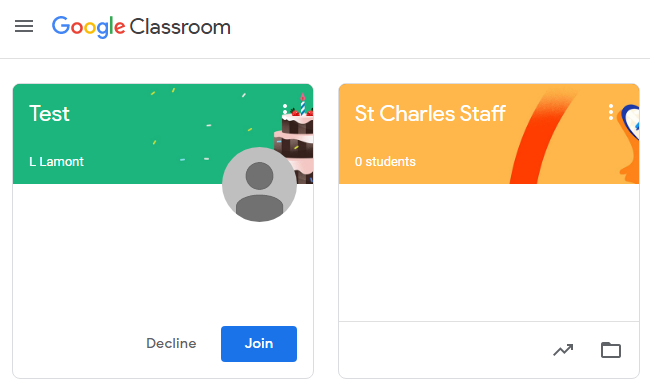 Google Classroom
Test
L Lamont
Decline
Join
St Charles Staff
0 students